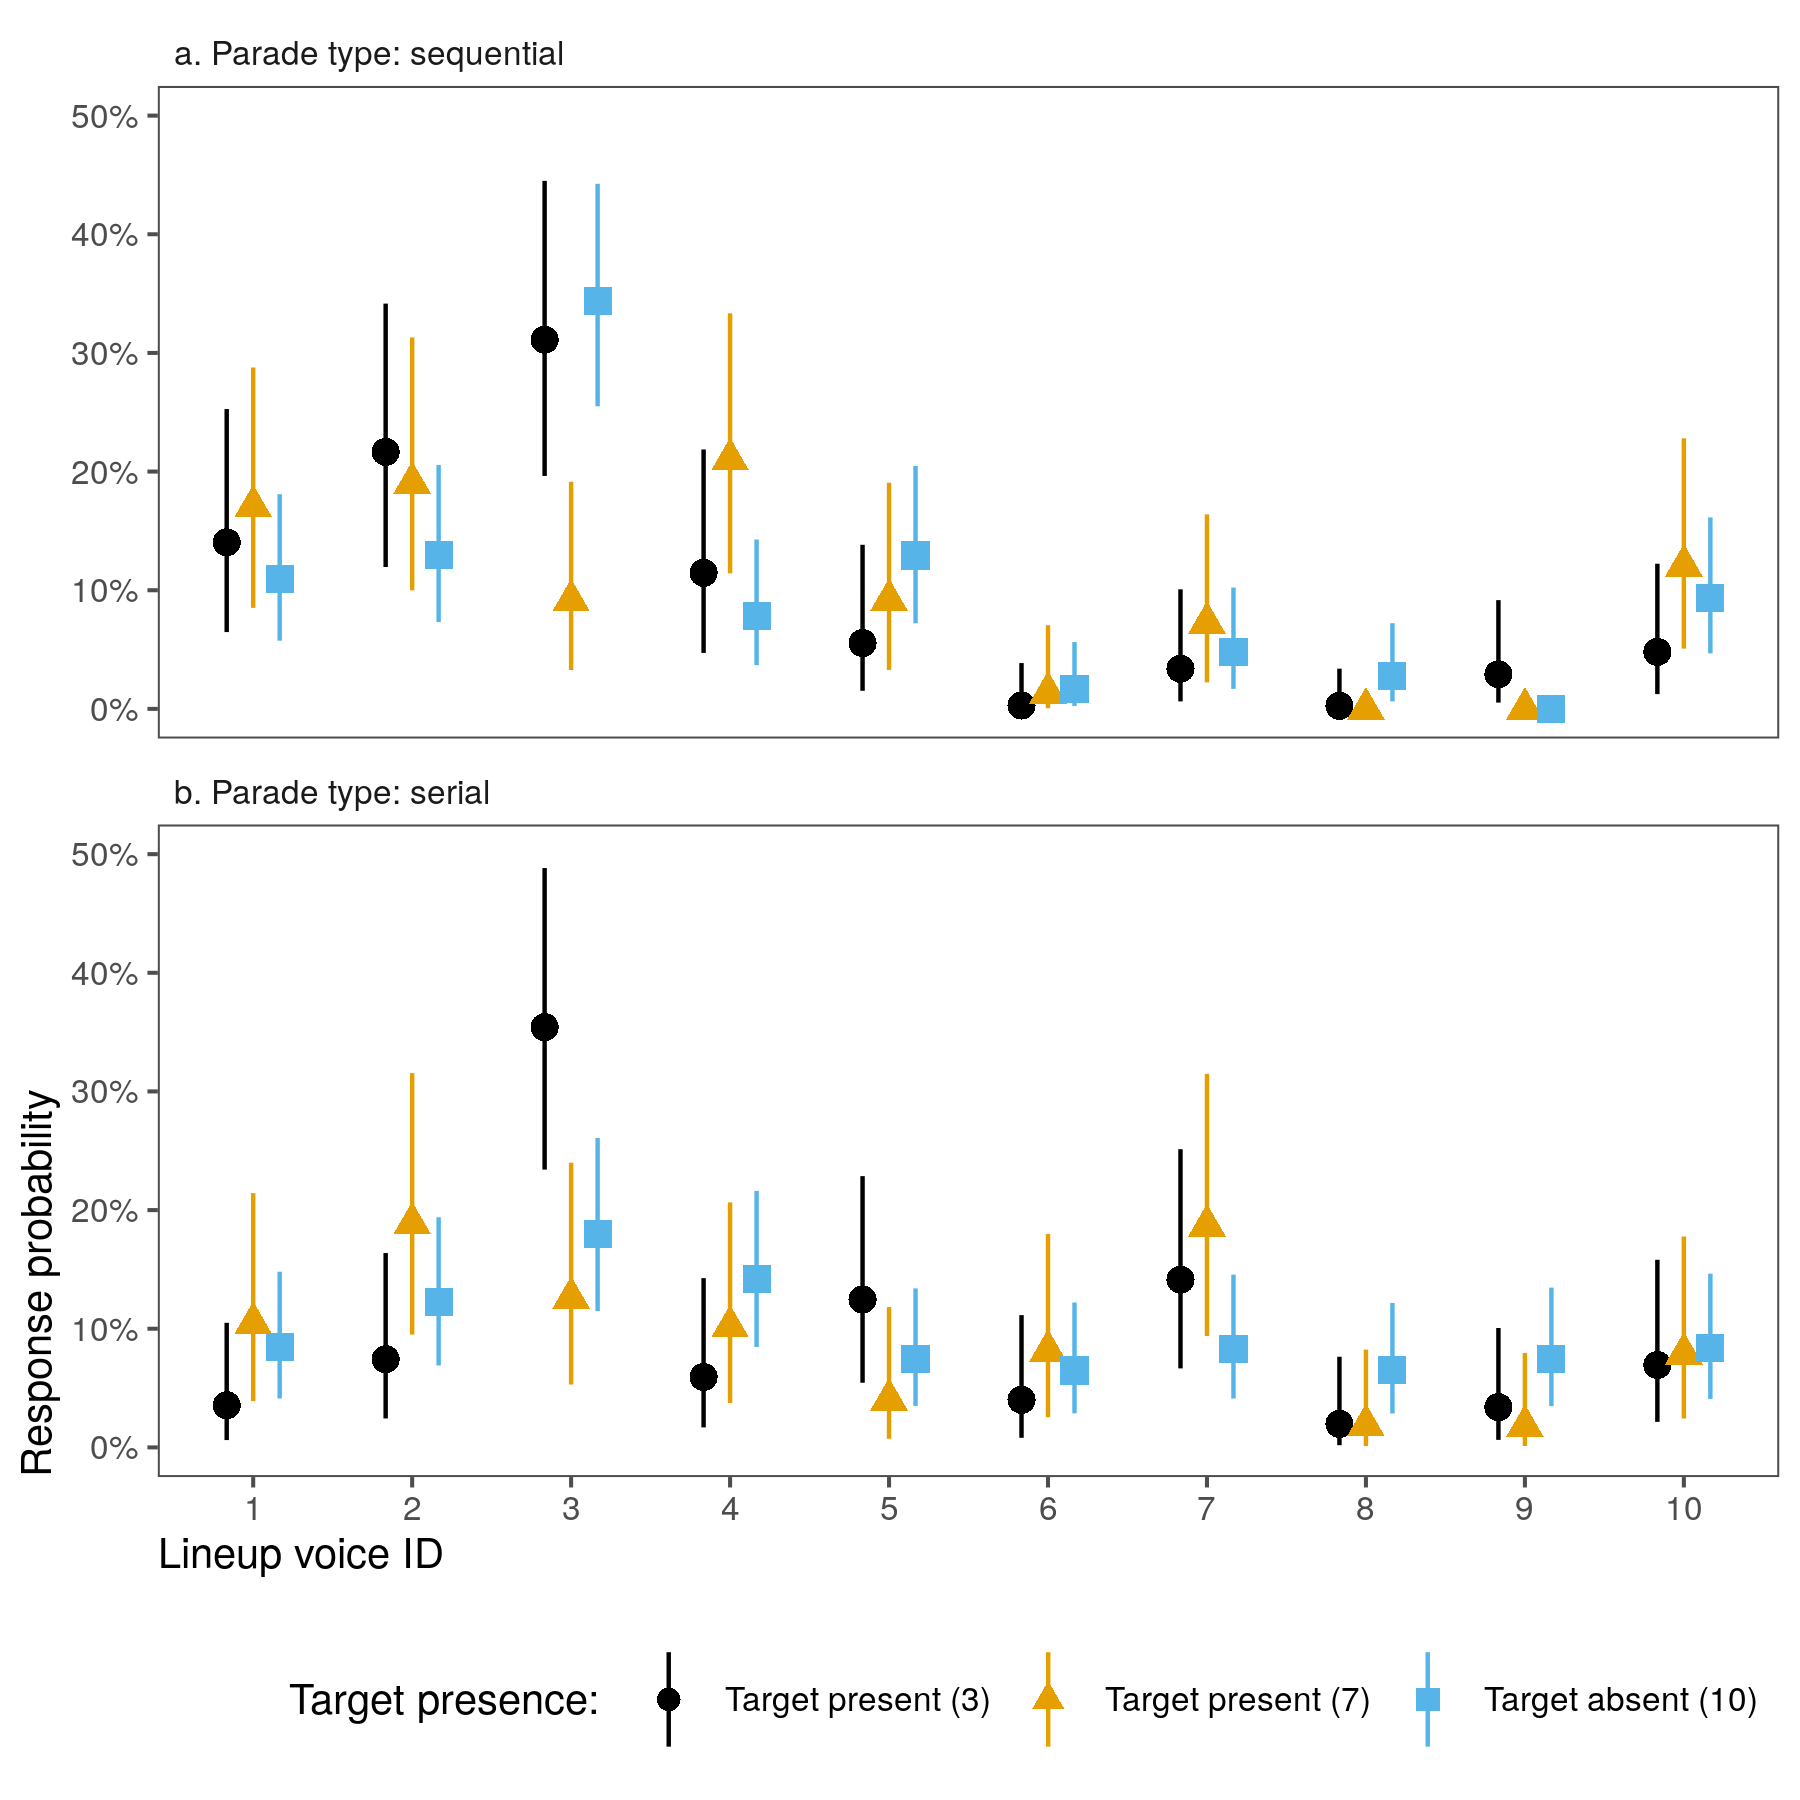 a. Parade type: sequential
50%
40%
30%
20%
10%
0%
b. Parade type: serial
50%
40%
30%
20%
10%
0%
Response probability
1 2 3 4 5 6 7 8 9 10
Lineup voice ID
Target presence: Target present (3) Target present (7) Target absent (10)